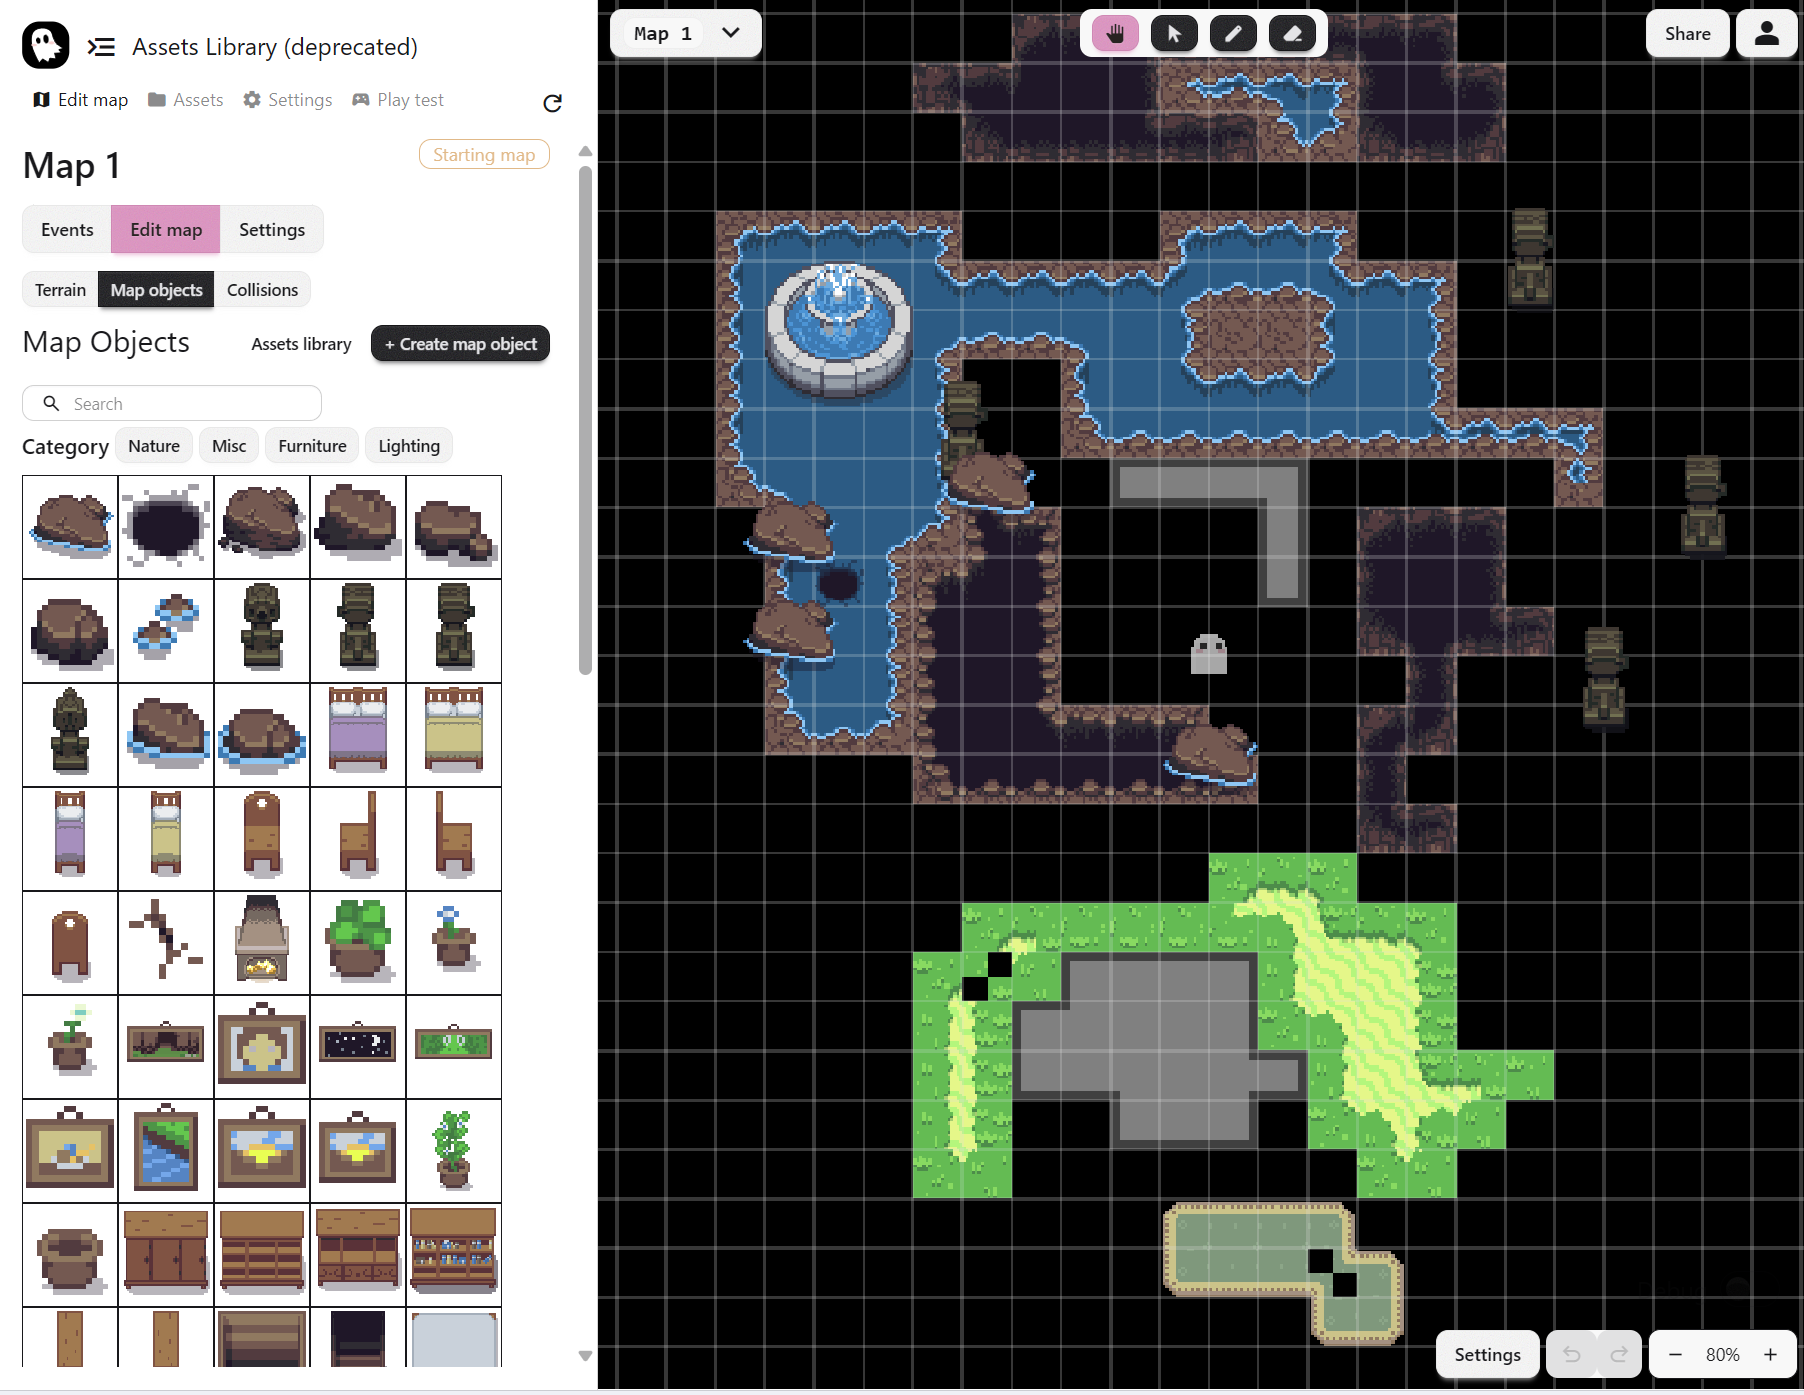 Assets Library (deprecated)
Edit map
Assets
Settings
Play test
Map 1
Starting map
Events
Edit map
Settings
Terrain
Map objects
Collisions
Map Objects
Assets library
+ Create map object
Search
Category
Nature
Misc
Furniture
Lighting
Map 1
Share
Settings
80%